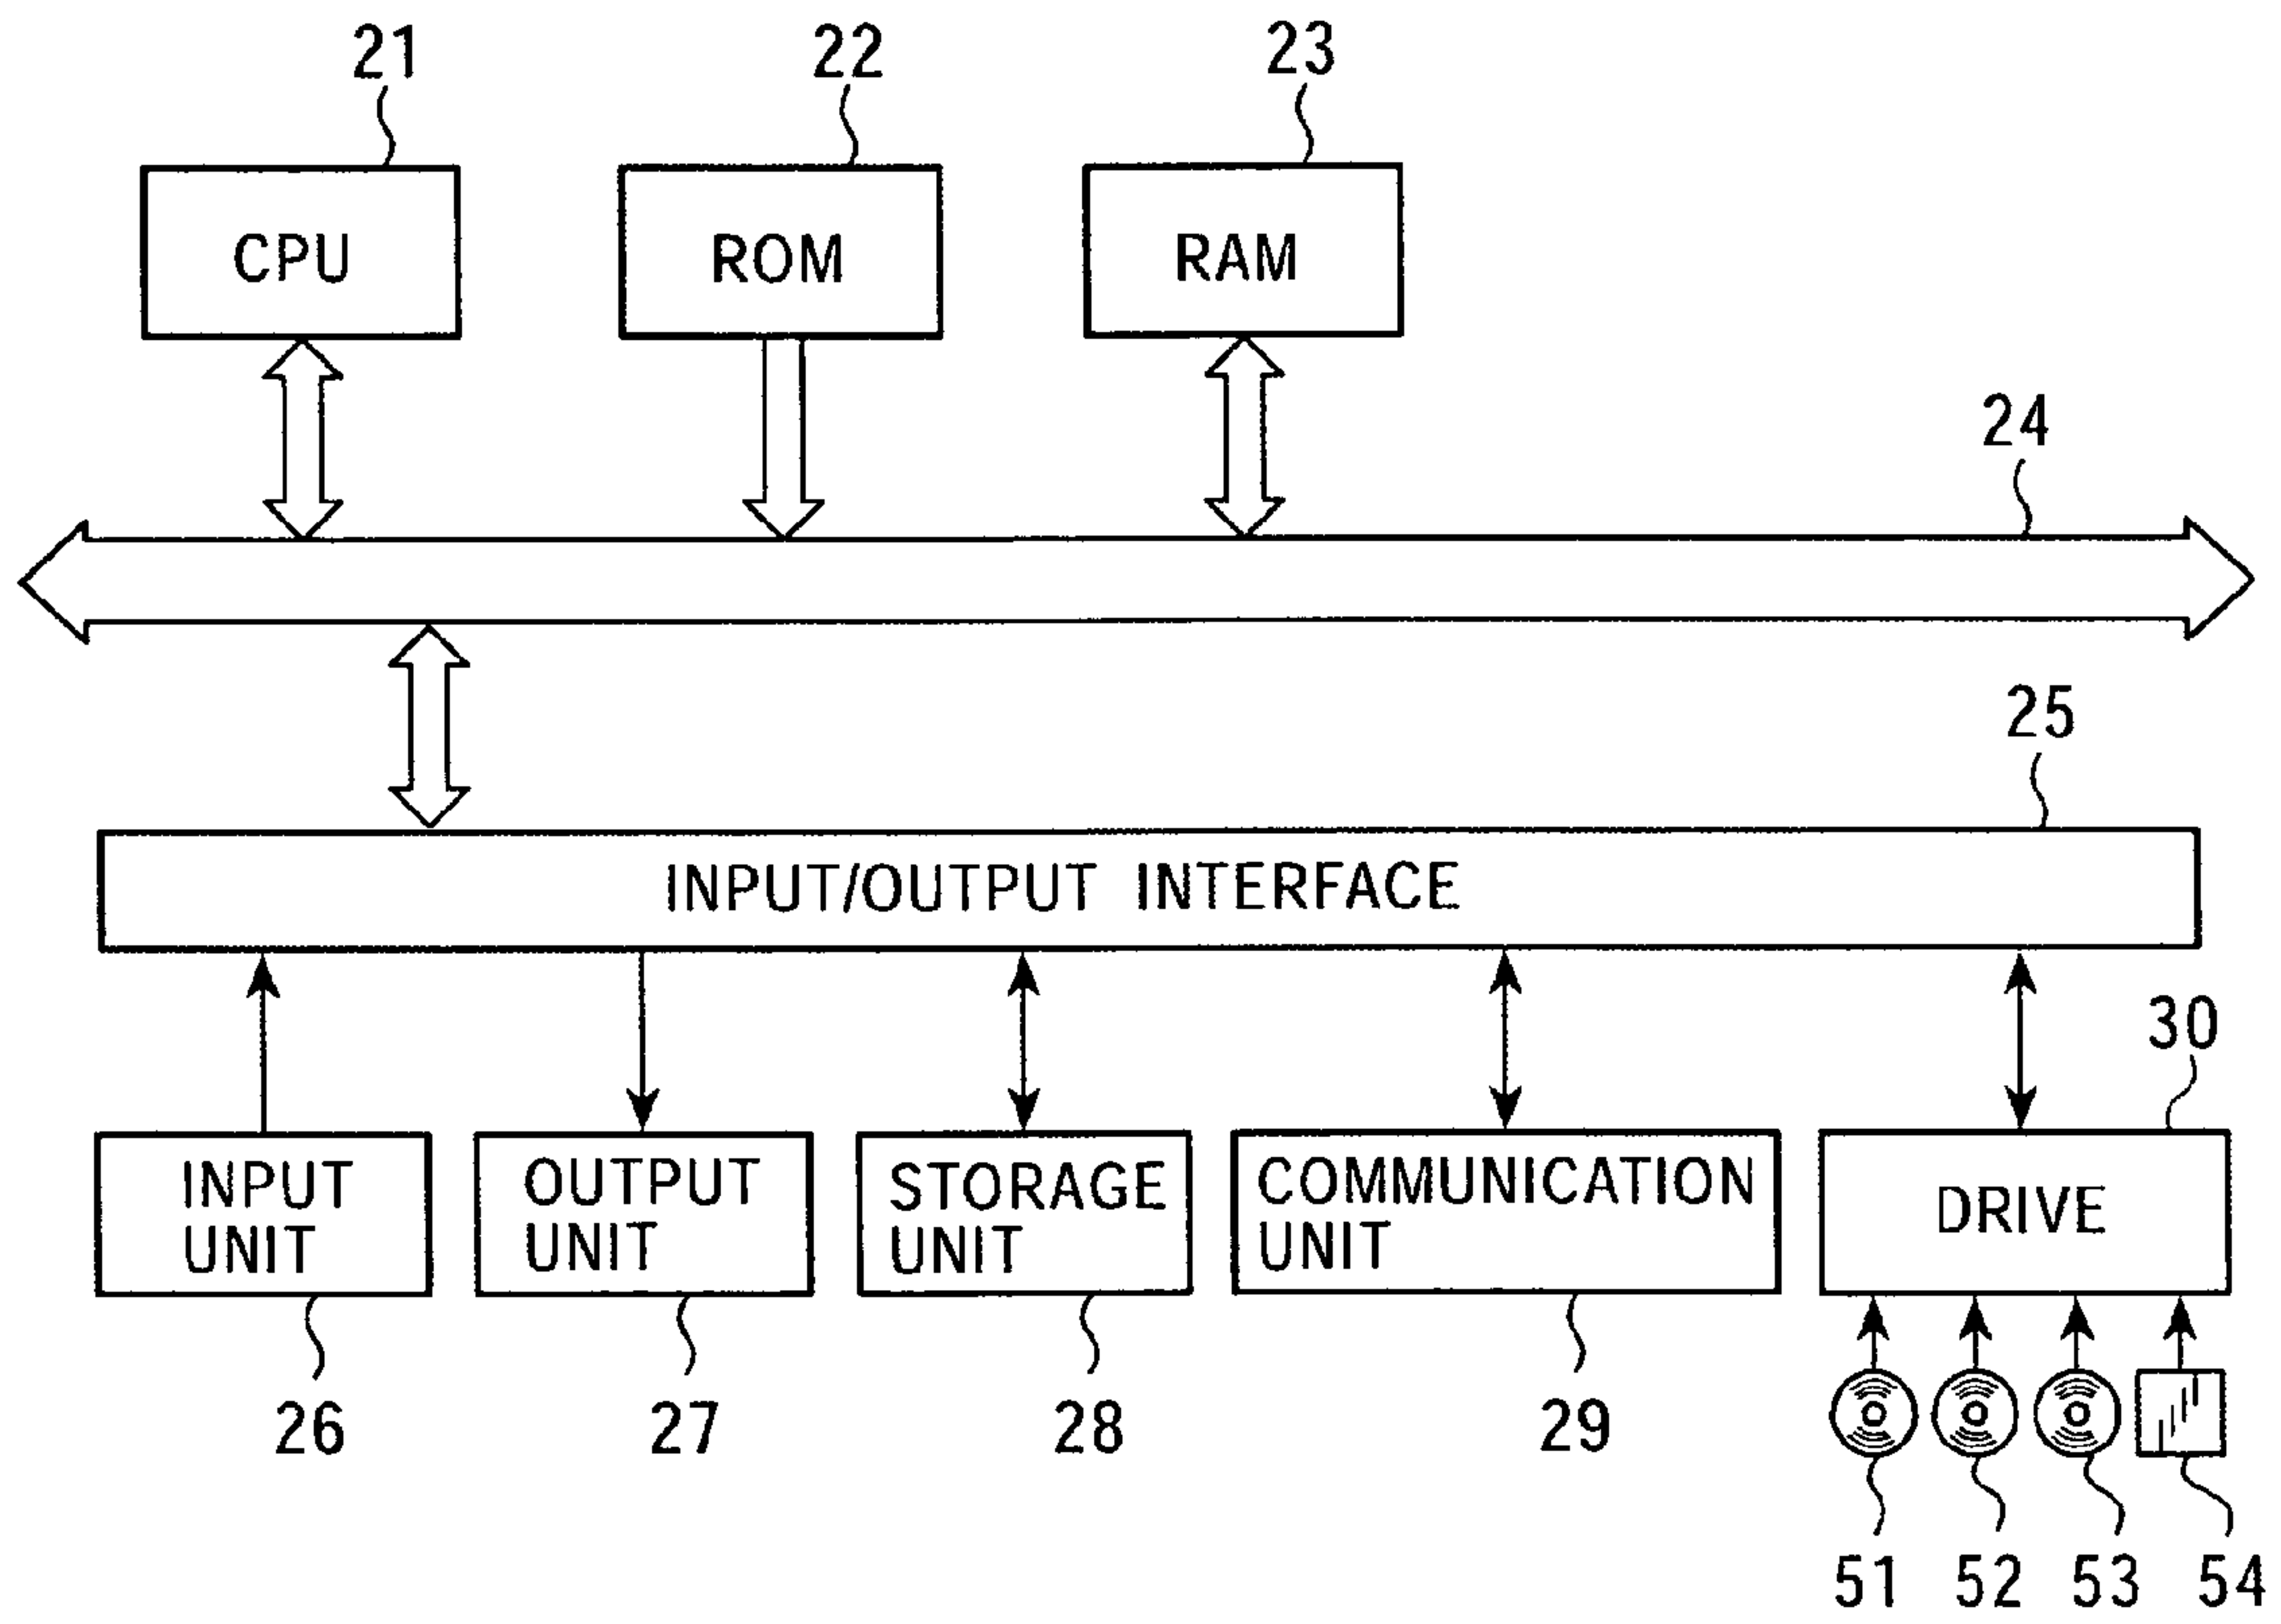 21
22
23
CPU
ROM
RAM
24
25
INPUT/OUTPUT INTERFACE
30
INPUT
UNIT
OUTPUT
UNIT
STORAGE
UNIT
COMMUNICATION
UNIT
DRIVE
26
27
28
29
51
52
53
54